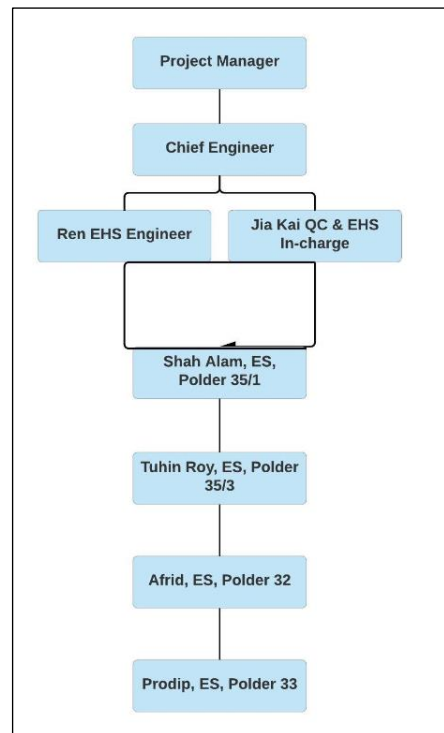 Project Manager
Chief Engineer
Ren EHS Engineer
Jia Kai QC & EHS
In-charge
Shah Alam, ES,
Polder 35/1
Tuhin Roy, ES, Polder
35/3
Afrid, ES, Polder 32
Prodip, ES, Polder 33